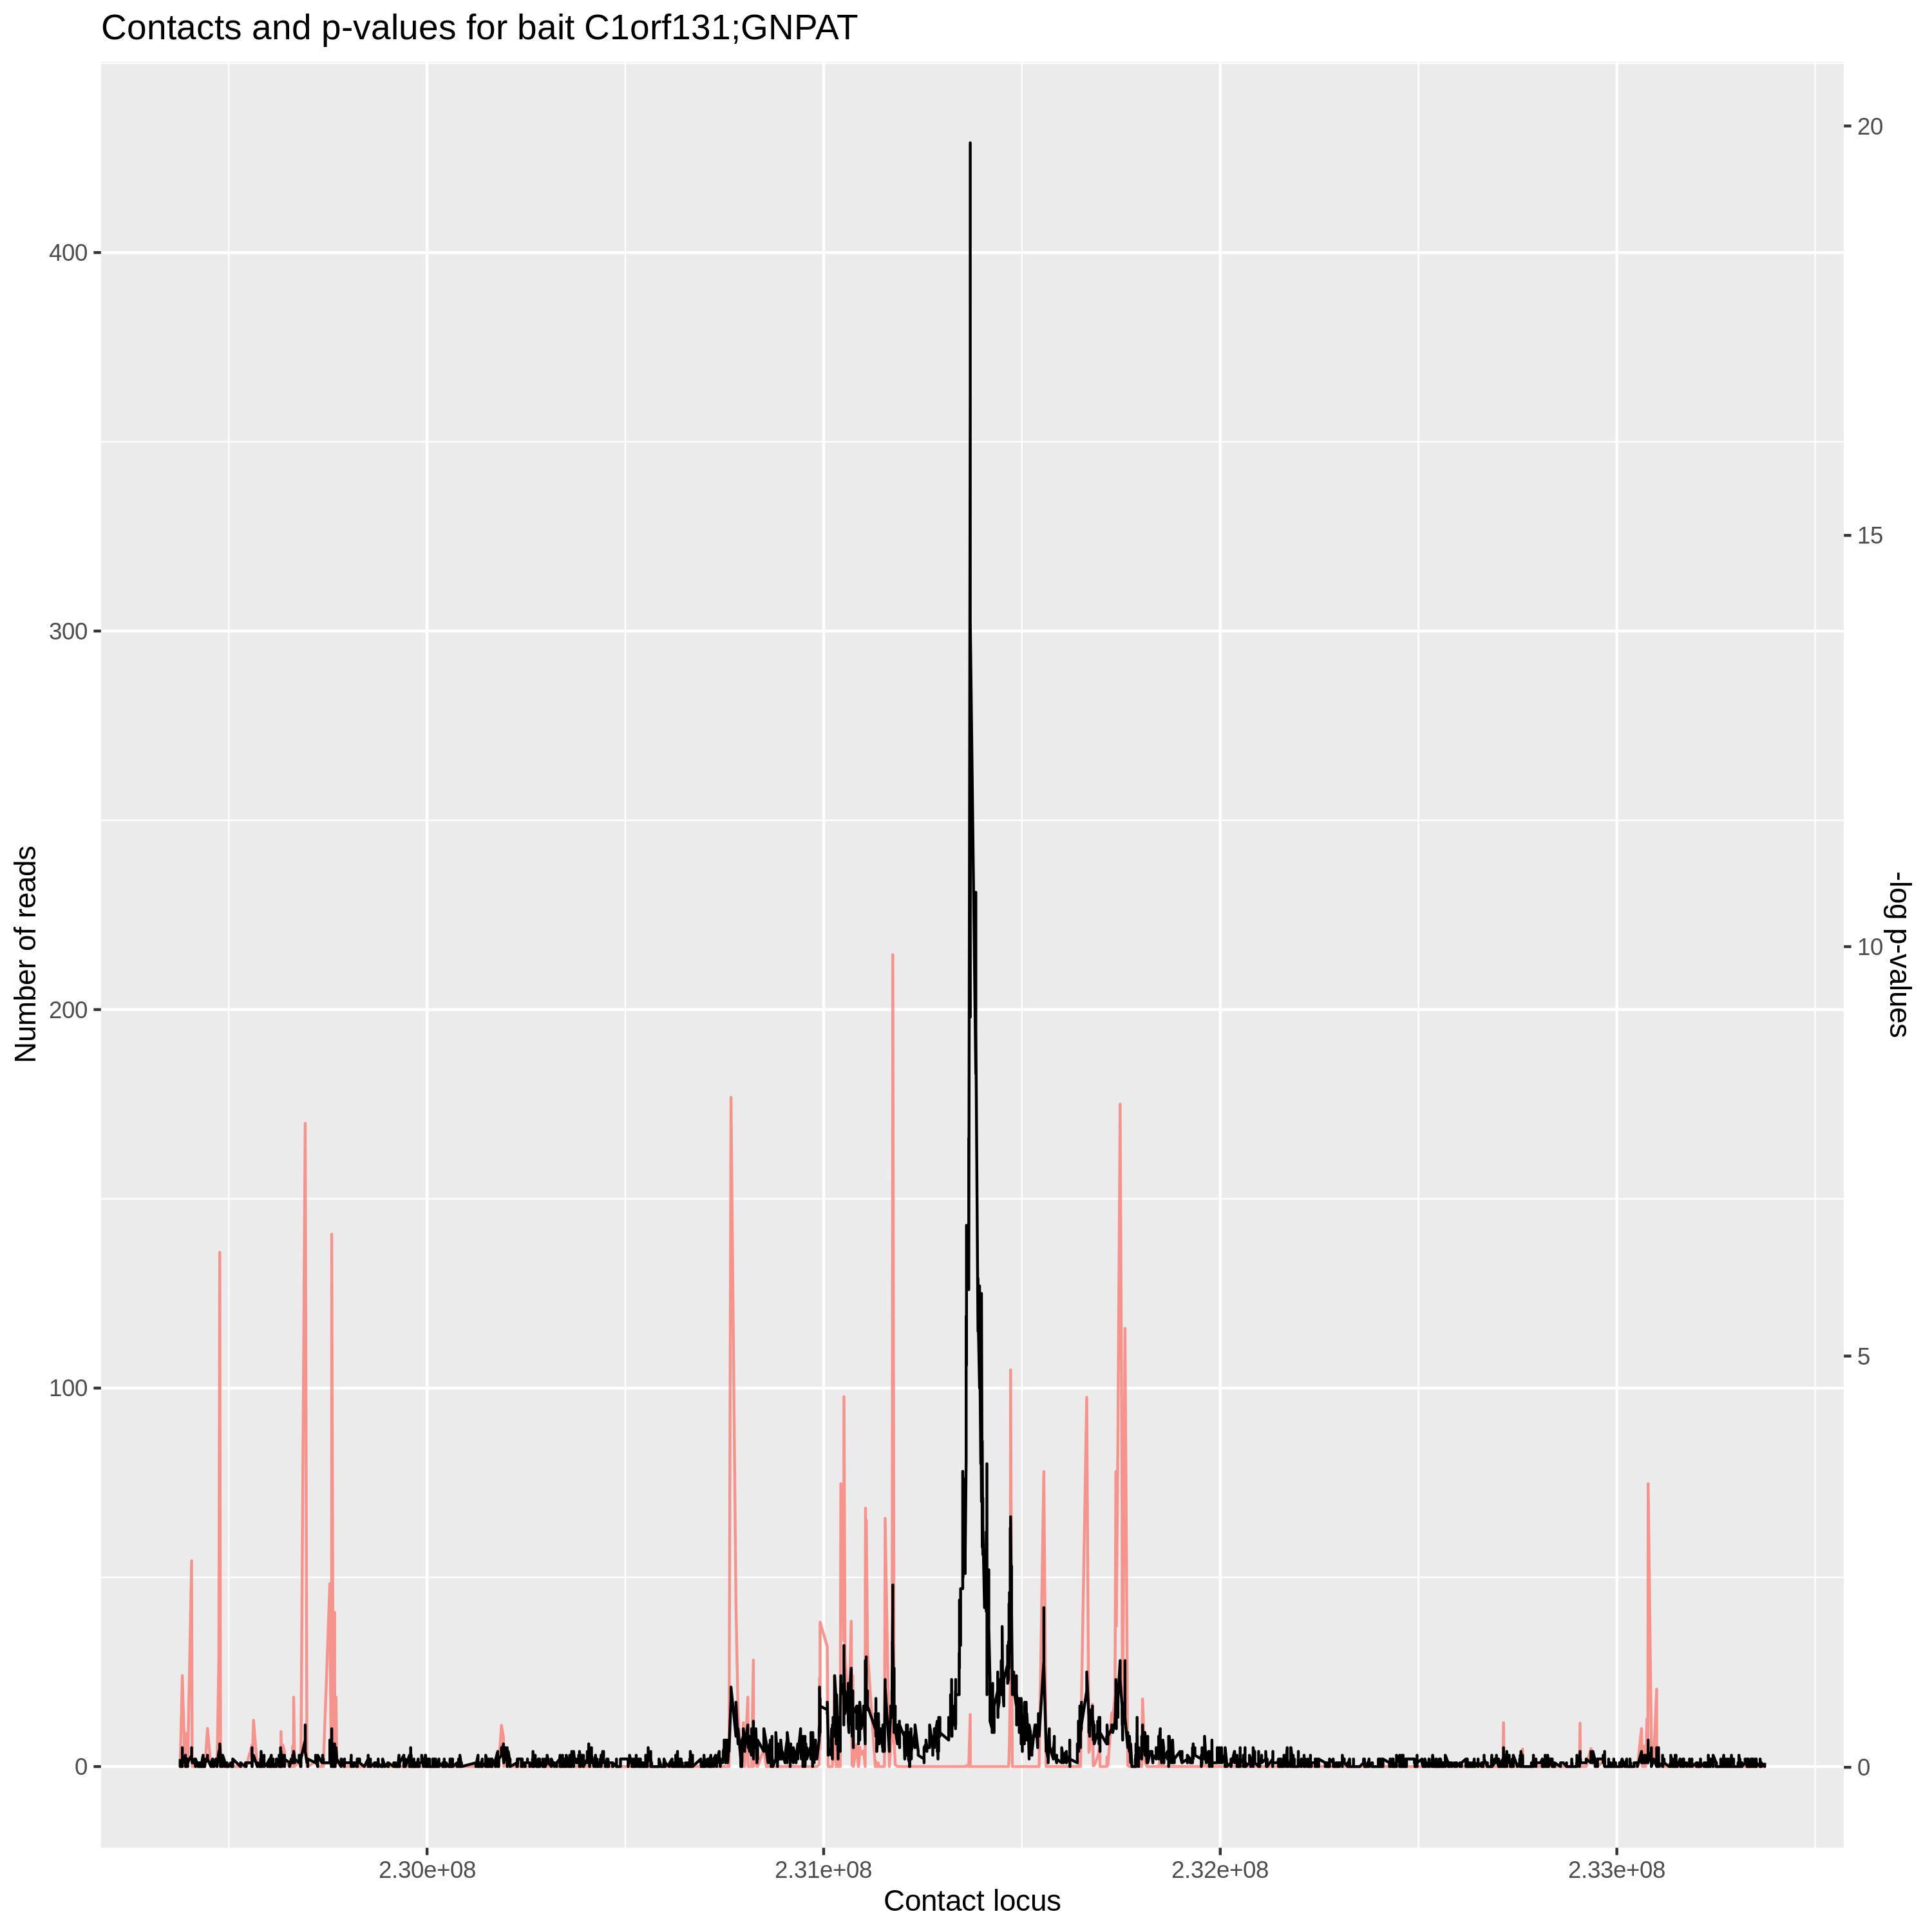 Contacts and p-values for bait C1orf131;GNPAT
Number of reads
400
300
200
100
0
20
15
10
5
0
-log p-values
2.30e+08
2.31e+08
2.32e+08
2.33e+08
Contact locus